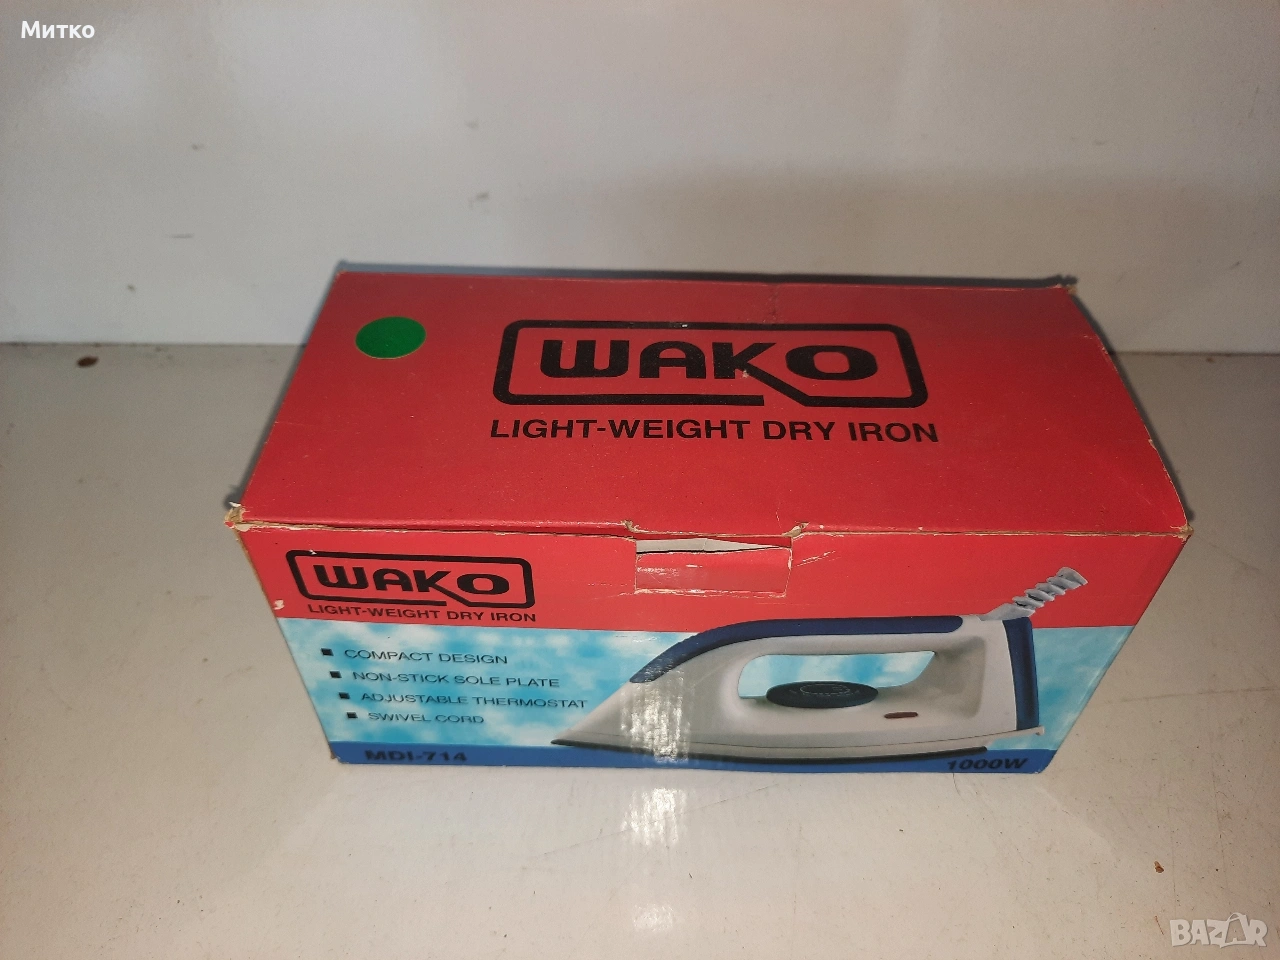 Митко
WAKO
LIGHT-WEIGHT DRY IRON
WAKO
LIGHT-WEIGHT DRY IRON
COMPACT DESIGN
NON-STICK SOLE PLATE
ADJUSTABLE THERMOSTAT
SWIVEL CORD
MDI-714
1000W
BAZAR